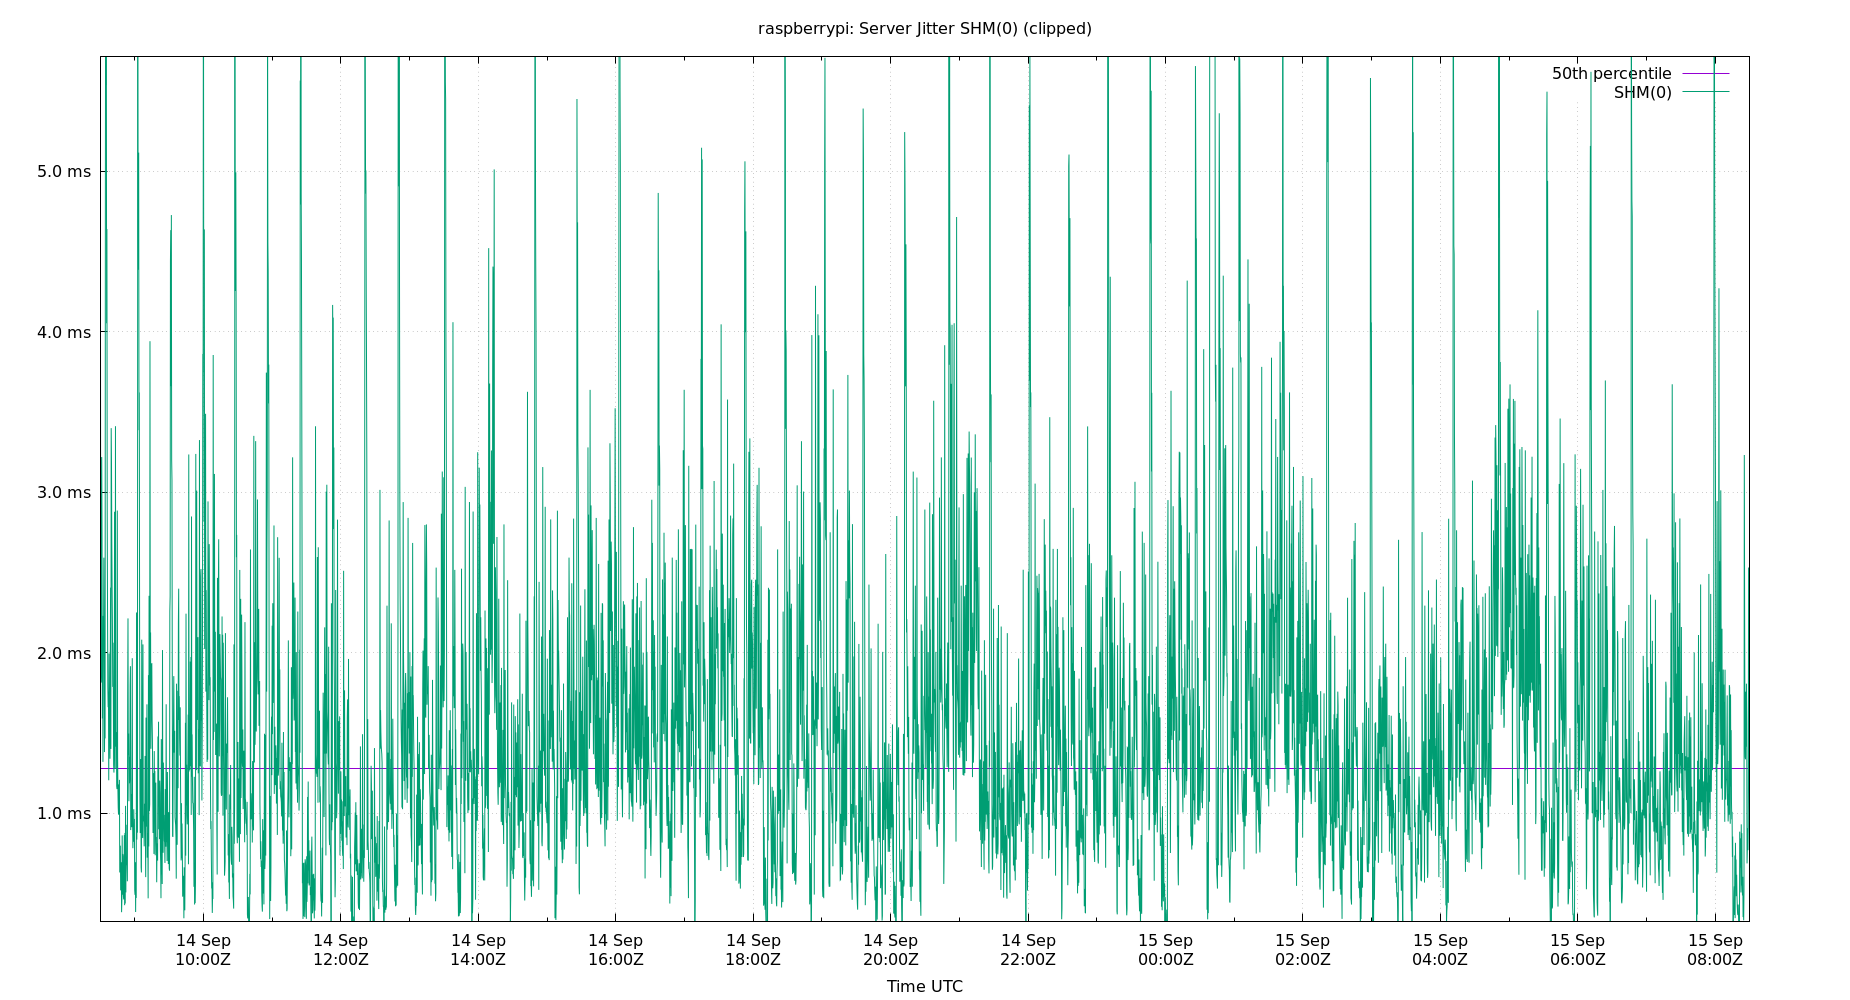 raspberrypi: Server Jitter SHM(0) (clipped)
50th percentile
SHM(0)
5.0 ms
4.0 ms
3.0 ms
2.0 ms
1.0 ms
14 Sep 14 Sep 14 Sep 14 Sep 14 Sep 14 Sep 14 Sep 15 Sep 15 Sep 15 Sep 15 Sep 15 Sep
10:00Z 12:00Z 14:00Z 16:00Z 18:00Z 20:00Z 22:00Z 00:00Z 02:00Z 04:00Z 06:00Z 08:00Z
Time UTC